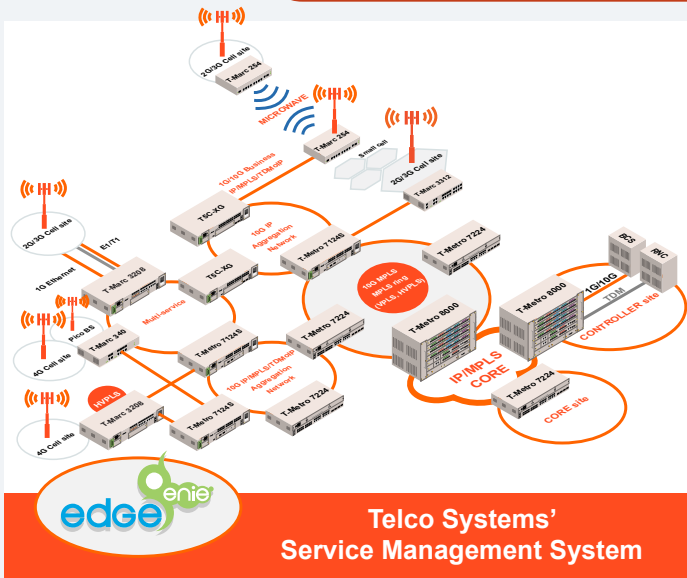 2G/3G Cell site
T-Marc 254
MICROWAVE
T-Marc 254
Small cell
2G/3G Cell site
T-Marc 3312
1G/10G Business
IP/MPLS/TDMoIP
T5C-XG
10G IP
Aggregation
Network
T-Metro 7124S
T-Metro 7224
2G/3G Cell site
E1/T1
1G Ethernet
T-Marc 3208
T5C-XG
Multi-service
10G MPLS
MPLS ring
(VPLS, HVPLS)
T-Metro 8000
T-Metro 8000
BCS
RNC
1G/10G
TDM
CONTROLLER site
Pico BS
T-Marc 340
4G Cell site
T-Metro 7124S
T-Metro 7224
10G IP/MPLS/TDMoIP
Aggregation
Network
IP/MPLS
CORE
T-Metro 7224
CORE site
HVPLS
T-Marc 3208
T-Metro 7124S
T-Metro 7224
4G Cell site
edge Genie
Telco Systems’
Service Management System